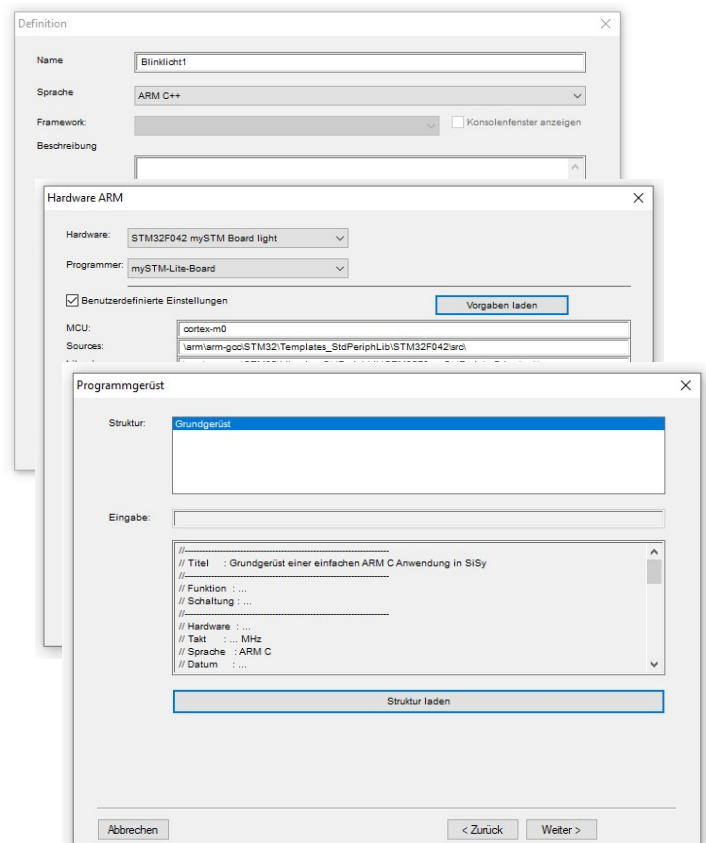 Definition
Name Blinklicht1
Sprache ARM C++
Framework: Konsolenfenster anzeigen
Beschreibung
Hardware ARM
Hardware: STM32F042 mySTM Board light
Programmer: mySTM-Lite-Board
Benutzerdefinierte Einstellungen Vorgaben laden
MCU: cortex-m0
Sources: \arm\arm-gcc\STM32\Templates_StdPeriphLib\STM32F042\src\
Programmgerüst
Struktur: Grundgerüst
Eingabe:
//----------------------------------------------------------------------
// Titel : Grundgerüst einer einfachen ARM C Anwendung in SiSy
//----------------------------------------------------------------------
// Funktion : ...
// Schaltung : ...
//----------------------------------------------------------------------
// Hardware : ...
// Takt : ... MHz
// Sprache : ARM C
// Datum : ...
Struktur laden
Abbrechen < Zurück Weiter >